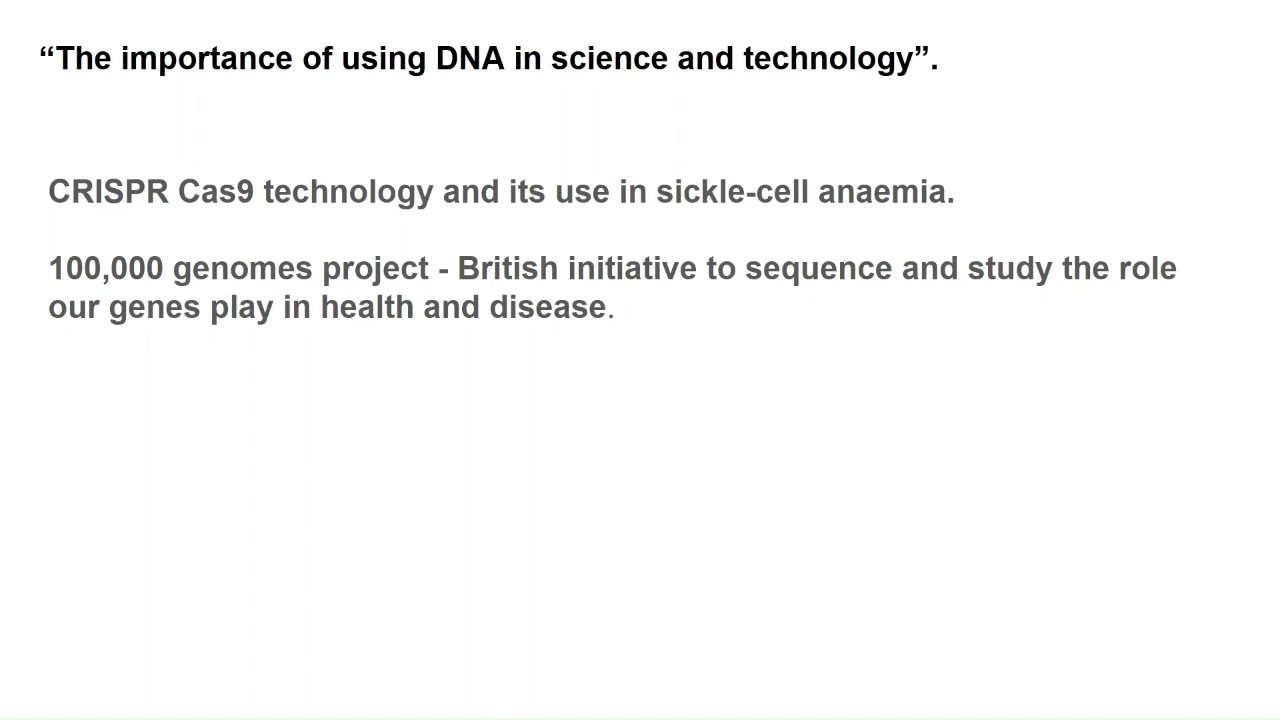 “The importance of using DNA in science and technology”.
CRISPR Cas9 technology and its use in sickle-cell anaemia.
100,000 genomes project - British initiative to sequence and study the role
our genes play in health and disease.